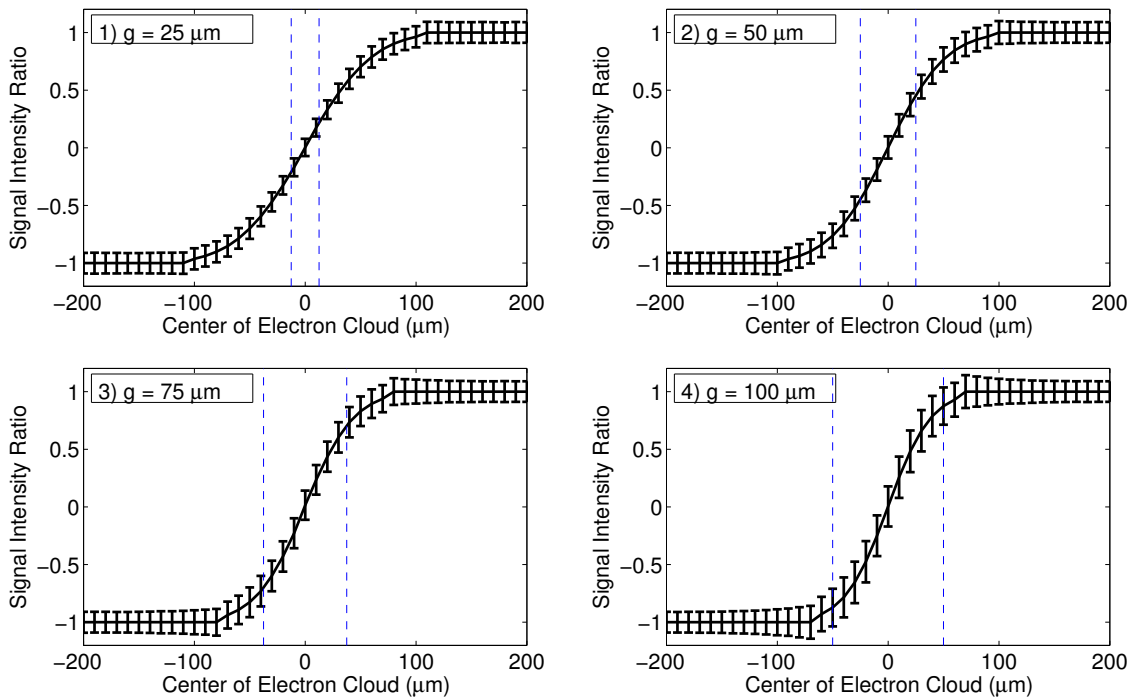 1) g = 25 μm
Signal Intensity Ratio
1
0.5
0
−0.5
−1
−200 −100 0 100 200
Center of Electron Cloud (μm)
2) g = 50 μm
Signal Intensity Ratio
1
0.5
0
−0.5
−1
−200 −100 0 100 200
Center of Electron Cloud (μm)
3) g = 75 μm
Signal Intensity Ratio
1
0.5
0
−0.5
−1
−200 −100 0 100 200
Center of Electron Cloud (μm)
4) g = 100 μm
Signal Intensity Ratio
1
0.5
0
−0.5
−1
−200 −100 0 100 200
Center of Electron Cloud (μm)